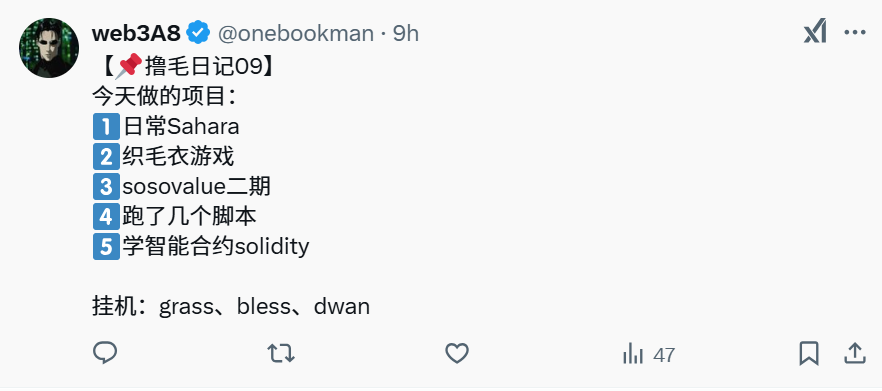 web3A8 @onebookman · 9h
【📌撸毛日记09】
今天做的项目：
1️⃣日常Sahara
2️⃣织毛衣游戏
3️⃣sosovalue二期
4️⃣跑了几个脚本
5️⃣学智能合约solidity
挂机：grass、bless、dwan
47